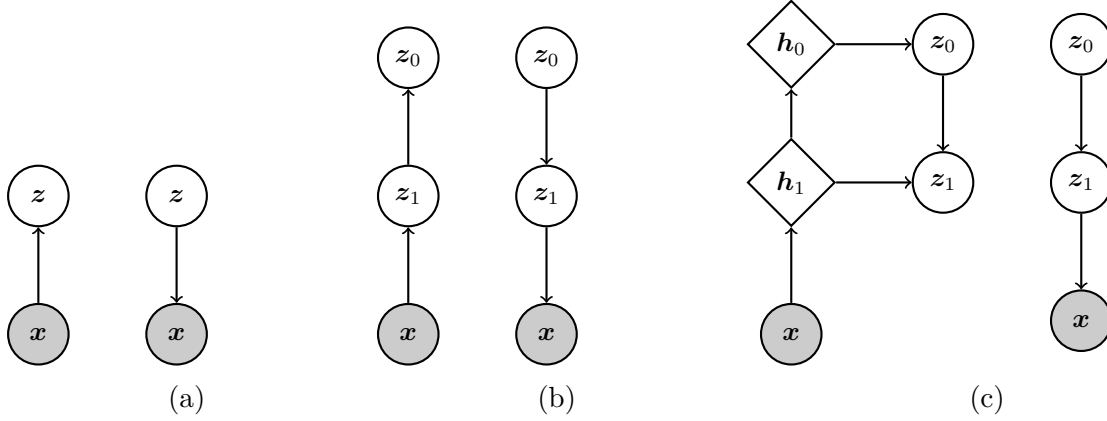 z₀ z₀ h₀ z₀ z₀
z z z₁ z₁ h₁ z₁ z₁
x x x x x x
(a) (b) (c)